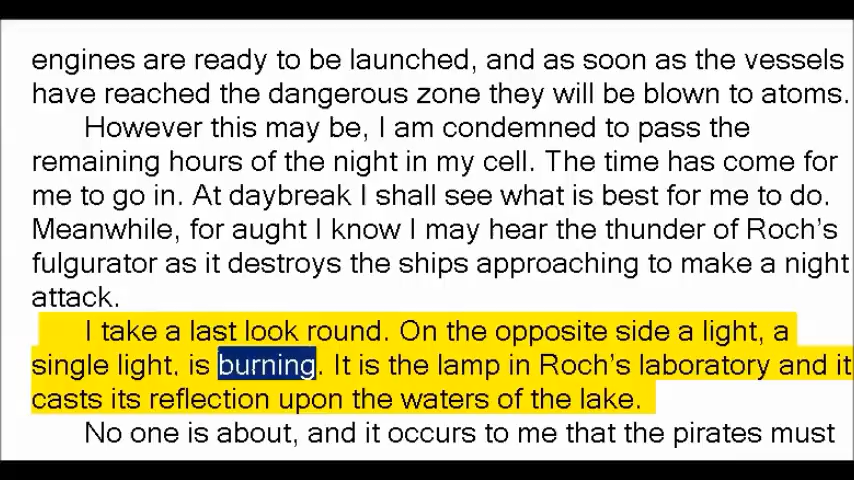 engines are ready to be launched, and as soon as the vessels
have reached the dangerous zone they will be blown to atoms.
However this may be, I am condemned to pass the
remaining hours of the night in my cell. The time has come for
me to go in. At daybreak I shall see what is best for me to do.
Meanwhile, for aught I know I may hear the thunder of Roch’s
fulgurator as it destroys the ships approaching to make a night
attack.
I take a last look round. On the opposite side a light, a
single light, is burning. It is the lamp in Roch’s laboratory and it
casts its reflection upon the waters of the lake.
No one is about, and it occurs to me that the pirates must